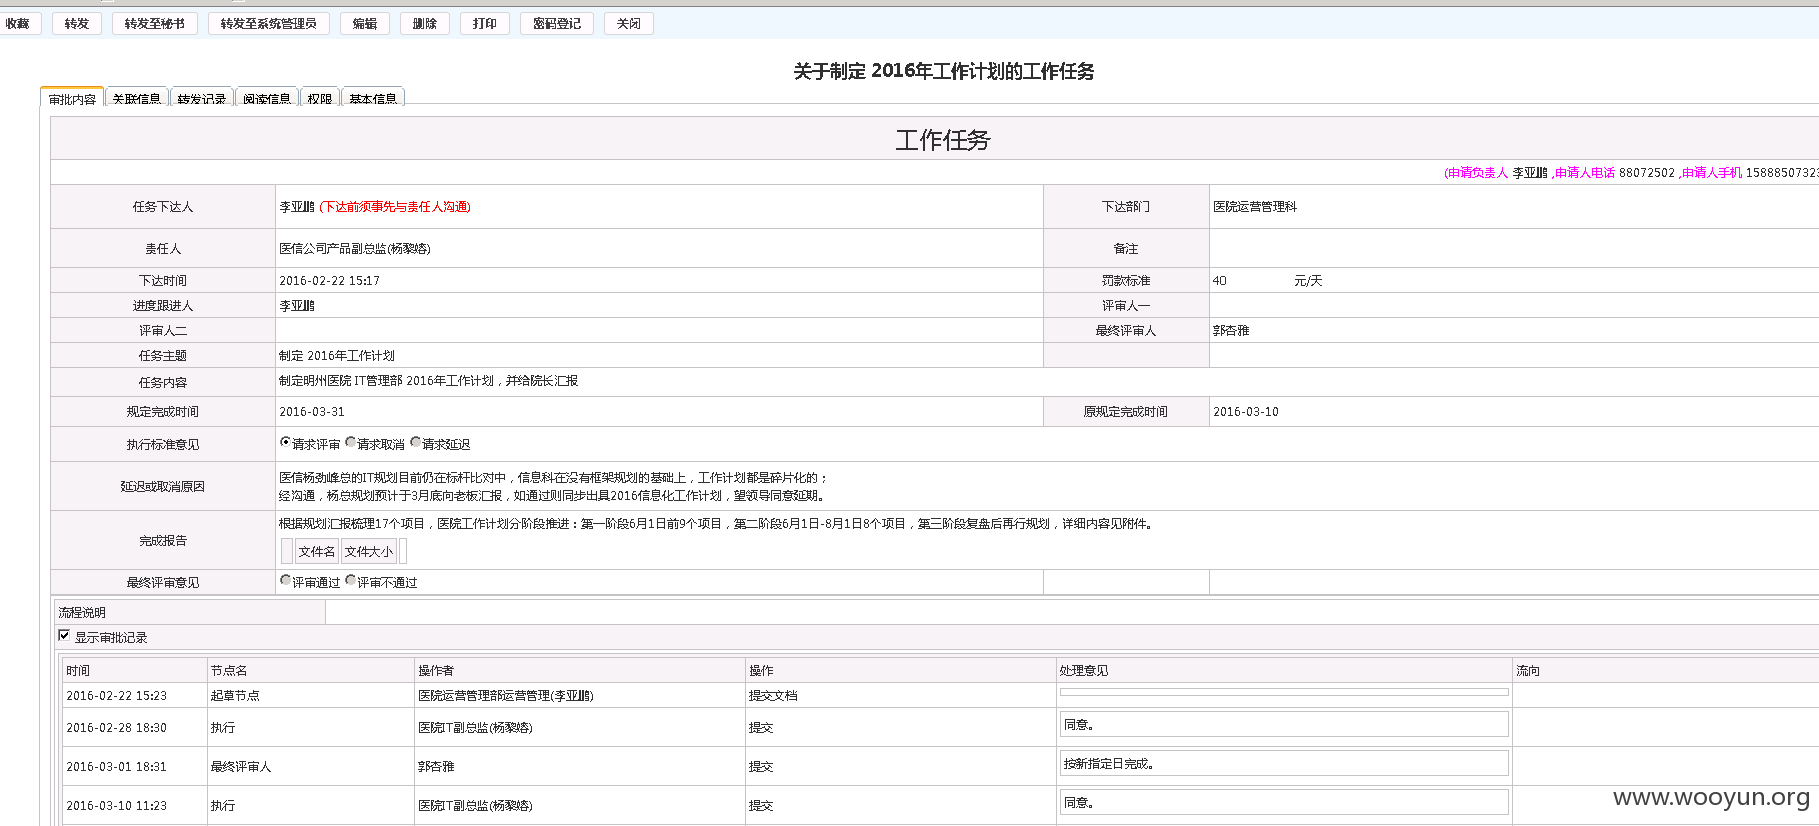 收藏 转发 转发至秘书 转发至系统管理员 编辑 删除 打印 密码登记 关闭
关于制定 2016年工作计划的工作任务
审批内容 关联信息 转发记录 阅读信息 权限 基本信息
工作任务
(申请负责人 李亚鹏 ,申请人电话 88072502 ,申请人手机 1588850732
任务下达人 李亚鹏 (下达前须事先与责任人沟通) 下达部门 医院运营管理科
责任人 医信公司产品副总监(杨黎嫆) 备注
下达时间 2016-02-22 15:17 罚款标准 40 元/天
进度跟进人 李亚鹏 评审人一
评审人二 最终评审人 郭杏雅
任务主题 制定 2016年工作计划
任务内容 制定明州医院 IT管理部 2016年工作计划，并给院长汇报
规定完成时间 2016-03-31 原规定完成时间 2016-03-10
执行标准意见 请求评审 请求取消 请求延迟
延迟或取消原因 医信杨劲峰总的IT规划目前仍在标杆比对中，信息科在没有框架规划的基础上，工作计划都是碎片化的；
经沟通，杨总规划预计于3月底向老板汇报，如通过则同步出具2016信息化工作计划，望领导同意延期。
完成报告 根据规划汇报梳理17个项目，医院工作计划分阶段推进：第一阶段6月1日前9个项目，第二阶段6月1日-8月1日8个项目，第三阶段复盘后再行规划，详细内容见附件。
文件名 文件大小
最终评审意见 评审通过 评审不通过
流程说明
显示审批记录
时间 节点名 操作者 操作 处理意见 流向
2016-02-22 15:23 起草节点 医院运营管理部运营管理(李亚鹏) 提交文档
2016-02-28 18:30 执行 医院IT副总监(杨黎嫆) 提交 同意。
2016-03-01 18:31 最终评审人 郭杏雅 提交 按新指定日完成。
2016-03-10 11:23 执行 医院IT副总监(杨黎嫆) 提交 同意。
www.wooyun.org